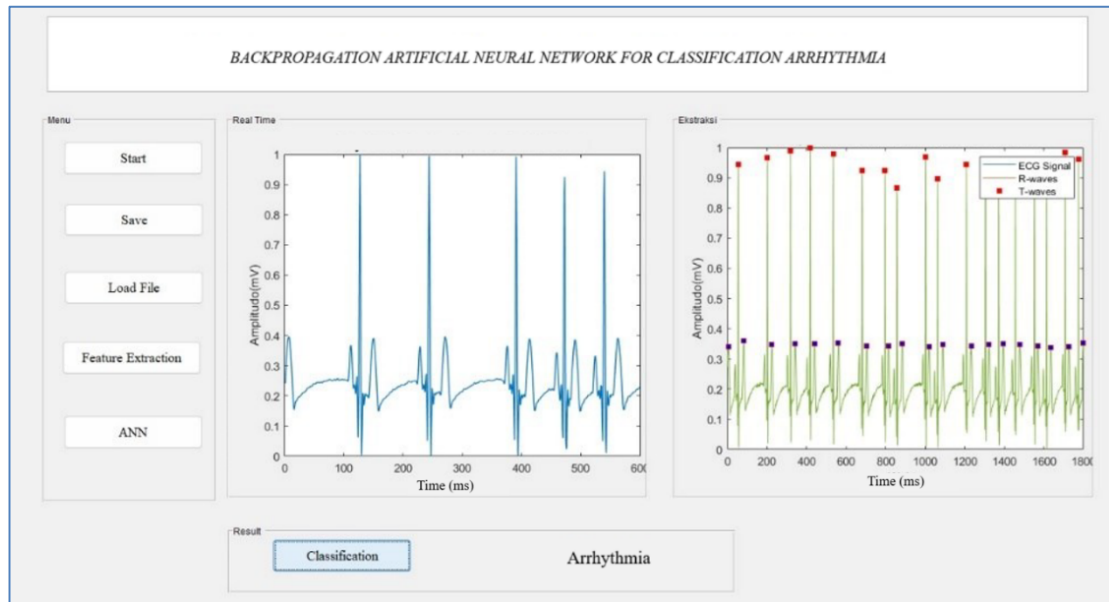 BACKPROPAGATION ARTIFICIAL NEURAL NETWORK FOR CLASSIFICATION ARRHYTHMIA
Menu
Start
Save
Load File
Feature Extraction
ANN
Real Time
1
0.9
0.8
0.7
0.6
0.5
0.4
0.3
0.2
0.1
0
Amplitudo(mV)
0 100 200 300 400 500 600
Time (ms)
Ekstraksi
ECG Signal
R-waves
T-waves
1
0.9
0.8
0.7
0.6
0.5
0.4
0.3
0.2
0.1
0
Amplitudo(mV)
0 200 400 600 800 1000 1200 1400 1600 1800
Time (ms)
Result
Classification
Arrhythmia